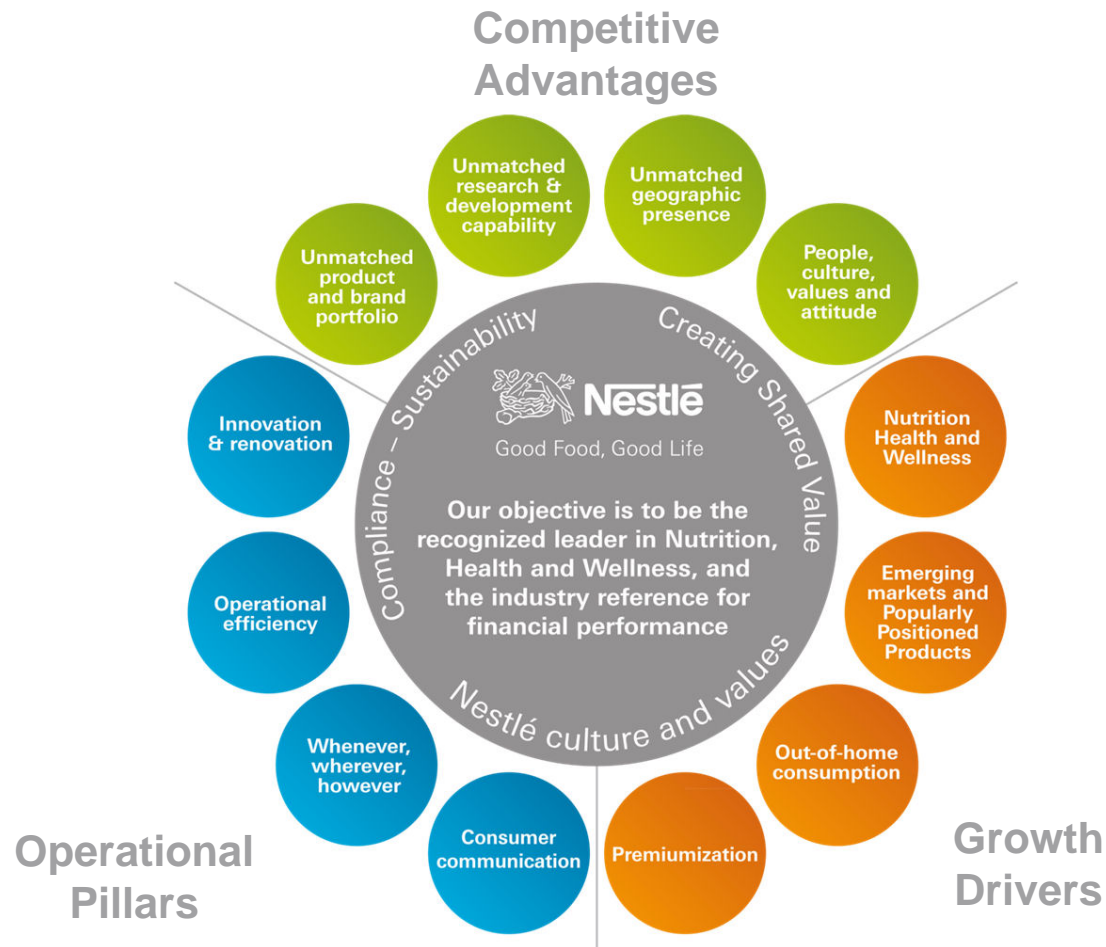 Competitive
Advantages
Unmatched
product
and brand
portfolio
Unmatched
research &
development
capability
Unmatched
geographic
presence
People,
culture,
values and
attitude
Innovation
& renovation
Operational
efficiency
Whenever,
wherever,
however
Consumer
communication
Compliance – Sustainability
Creating Shared Value
Nestlé
Good Food, Good Life
Our objective is to be the
recognized leader in Nutrition,
Health and Wellness, and
the industry reference for
financial performance
Nestlé culture and values
Nutrition
Health and
Wellness
Emerging
markets and
Popularly
Positioned
Products
Out-of-home
consumption
Premiumization
Operational
Pillars
Growth
Drivers